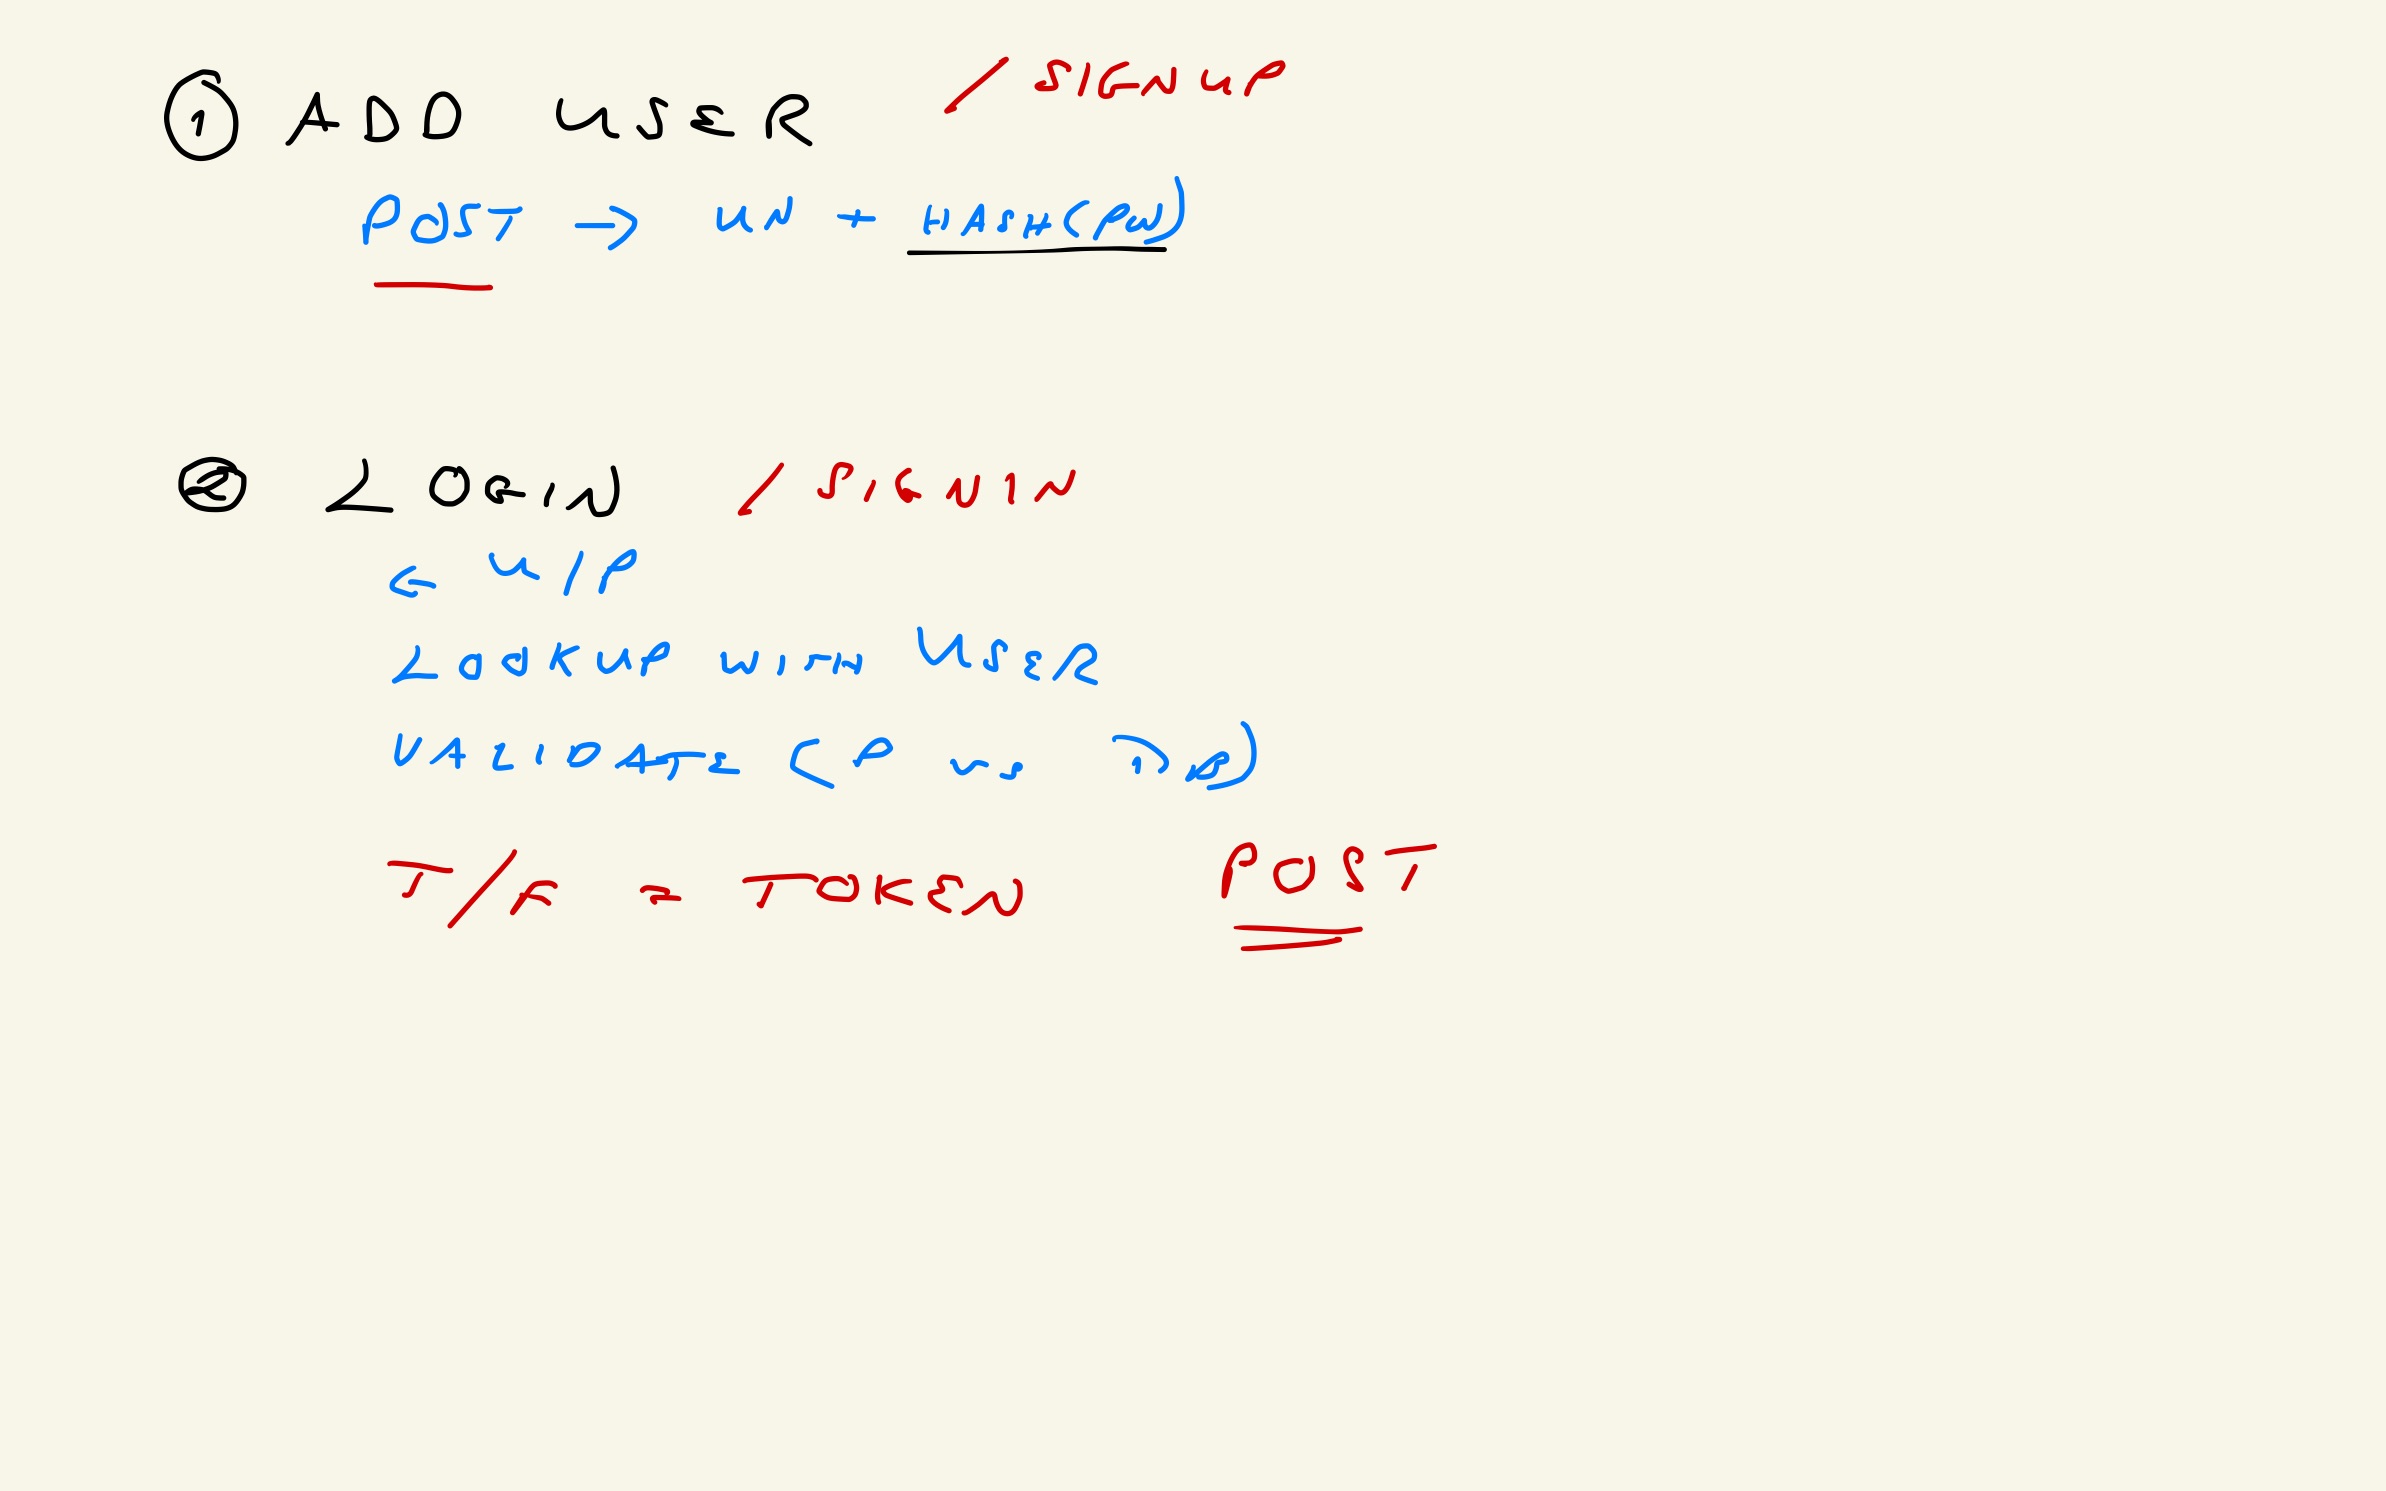 ① ADD USER / SIGNUP
POST → UN + HASH(PW)
② LOGIN / SIGNIN
← U/P
LOOKUP WITH USER
VALIDATE (P vs DB)
T/F = TOKEN POST